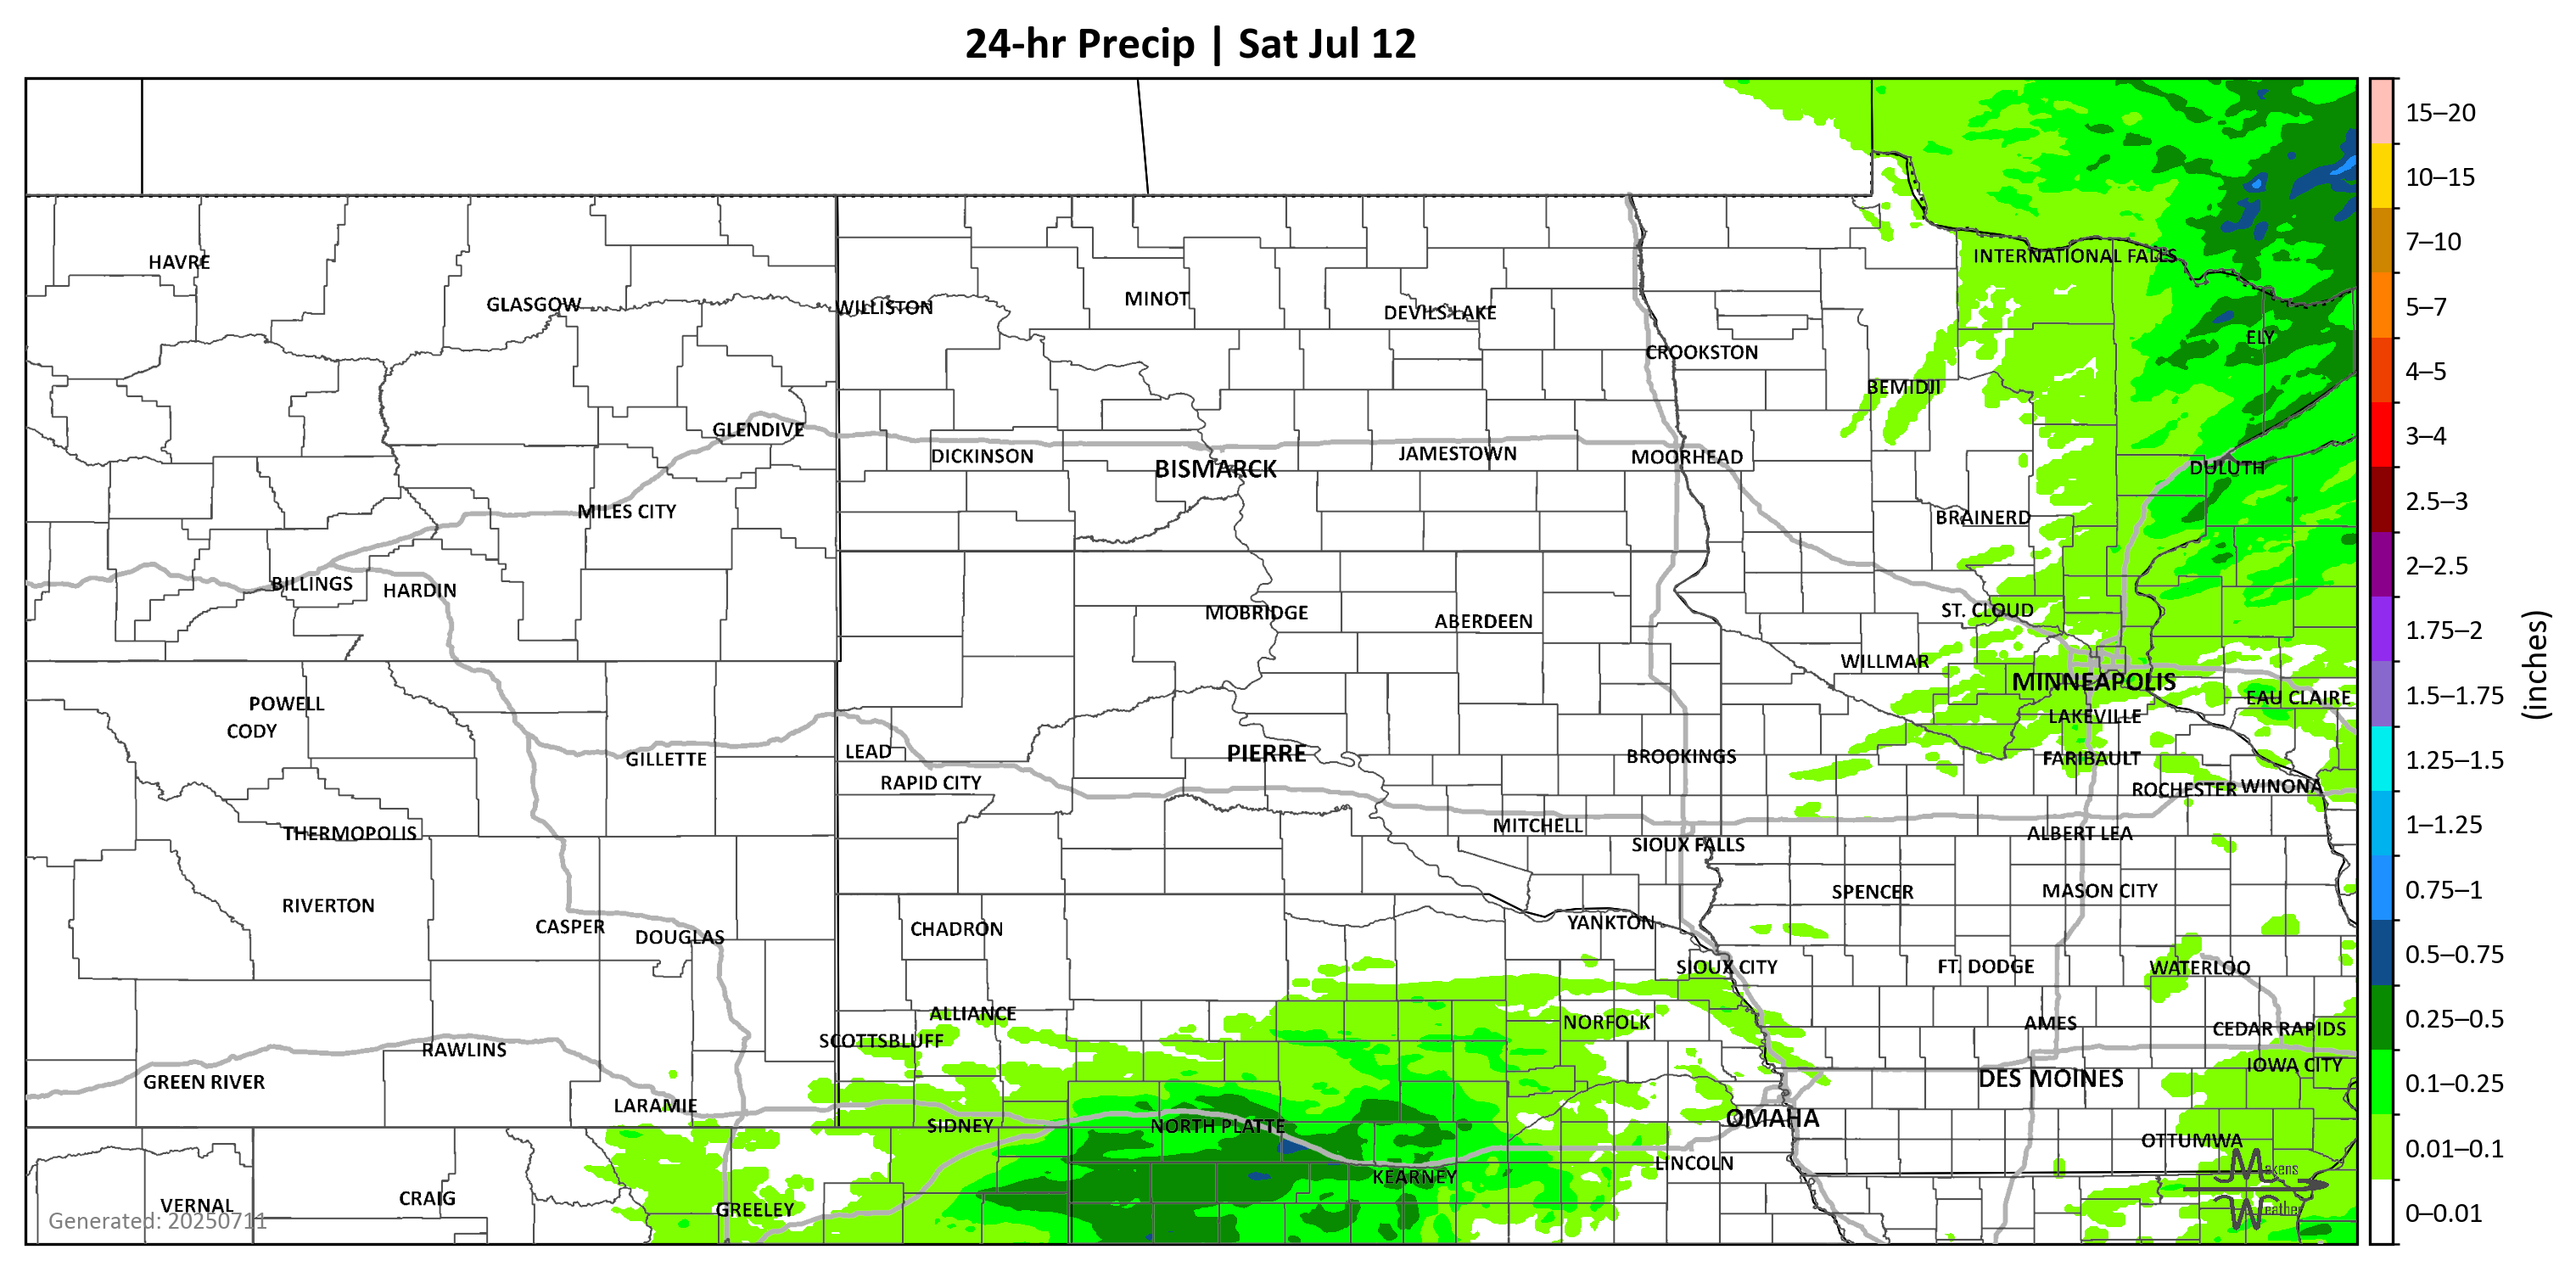 24-hr Precip | Sat Jul 12
15–20
10–15
7–10
5–7
4–5
3–4
2.5–3
2–2.5
1.75–2
1.5–1.75
1.25–1.5
1–1.25
0.75–1
0.5–0.75
0.25–0.5
0.1–0.25
0.01–0.1
0–0.01
(inches)
INTERNATIONAL FALLS
HAVRE
GLASGOW
WILLISTON
MINOT
DEVILS LAKE
ELY
CROOKSTON
BEMIDJI
GLENDIVE
DICKINSON
BISMARCK
JAMESTOWN
MOORHEAD
DULUTH
MILES CITY
BRAINERD
BILLINGS
HARDIN
MOBRIDGE
ABERDEEN
ST. CLOUD
WILLMAR
MINNEAPOLIS
EAU CLAIRE
POWELL
CODY
LAKEVILLE
GILLETTE
LEAD
PIERRE
BROOKINGS
FARIBAULT
RAPID CITY
ROCHESTER
WINONA
THERMOPOLIS
MITCHELL
ALBERT LEA
SIOUX FALLS
RIVERTON
SPENCER
MASON CITY
CASPER
DOUGLAS
CHADRON
YANKTON
SIOUX CITY
FT. DODGE
WATERLOO
ALLIANCE
NORFOLK
AMES
CEDAR RAPIDS
SCOTTSBLUFF
RAWLINS
IOWA CITY
GREEN RIVER
DES MOINES
LARAMIE
SIDNEY
NORTH PLATTE
OMAHA
OTTUMWA
LINCOLN
KEARNEY
VERNAL
CRAIG
GREELEY
Generated: 20250711
Makens
Weather